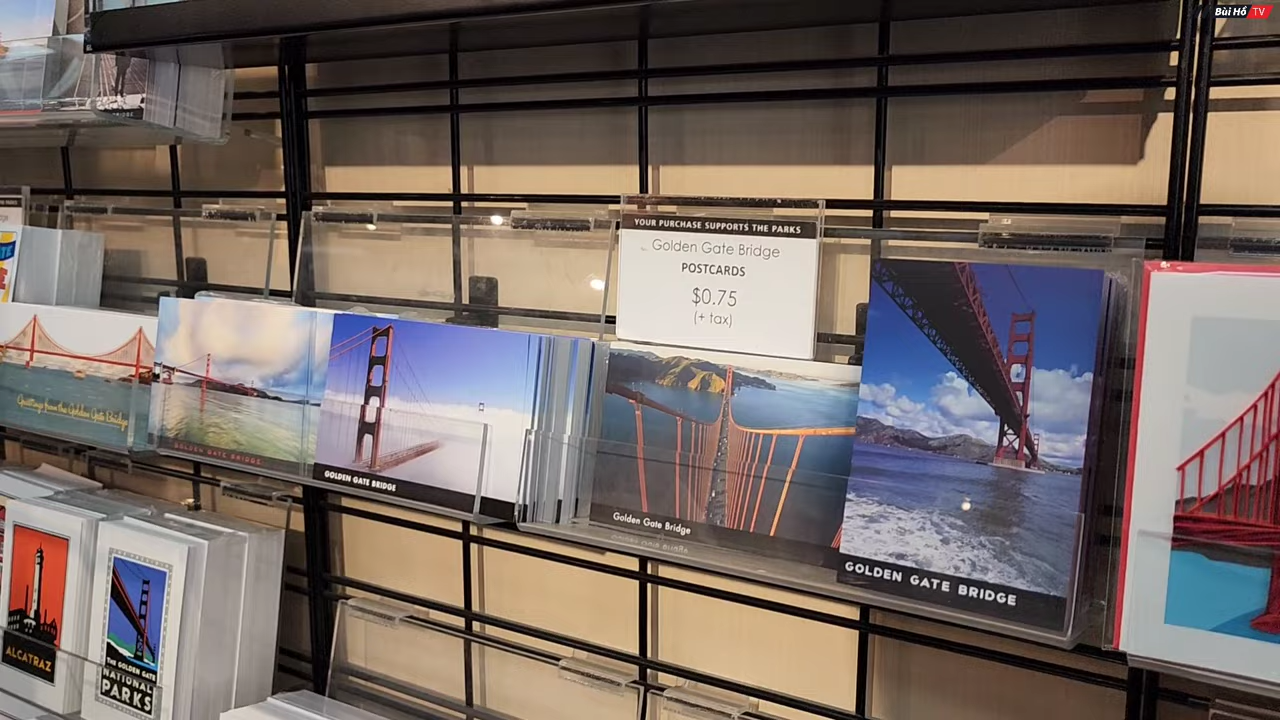 Bùi Hồ TV
YOUR PURCHASE SUPPORTS THE PARKS
Golden Gate Bridge
POSTCARDS
$0.75
(+ tax)
Greetings from the Golden Gate Bridge
GOLDEN GATE BRIDGE
GOLDEN GATE BRIDGE
Golden Gate Bridge
GOLDEN GATE BRIDGE
ALCATRAZ
THE GOLDEN GATE
NATIONAL
PARKS